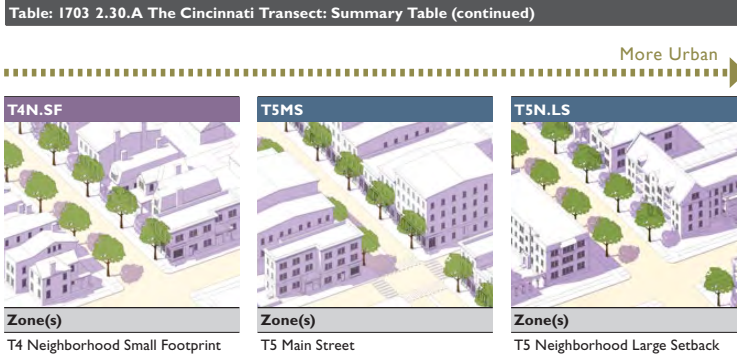 Table: 1703 2.30.A The Cincinnati Transect: Summary Table (continued)
More Urban
T4N.SF
T5MS
T5N.LS
Zone(s)
Zone(s)
Zone(s)
T4 Neighborhood Small Footprint
T5 Main Street
T5 Neighborhood Large Setback